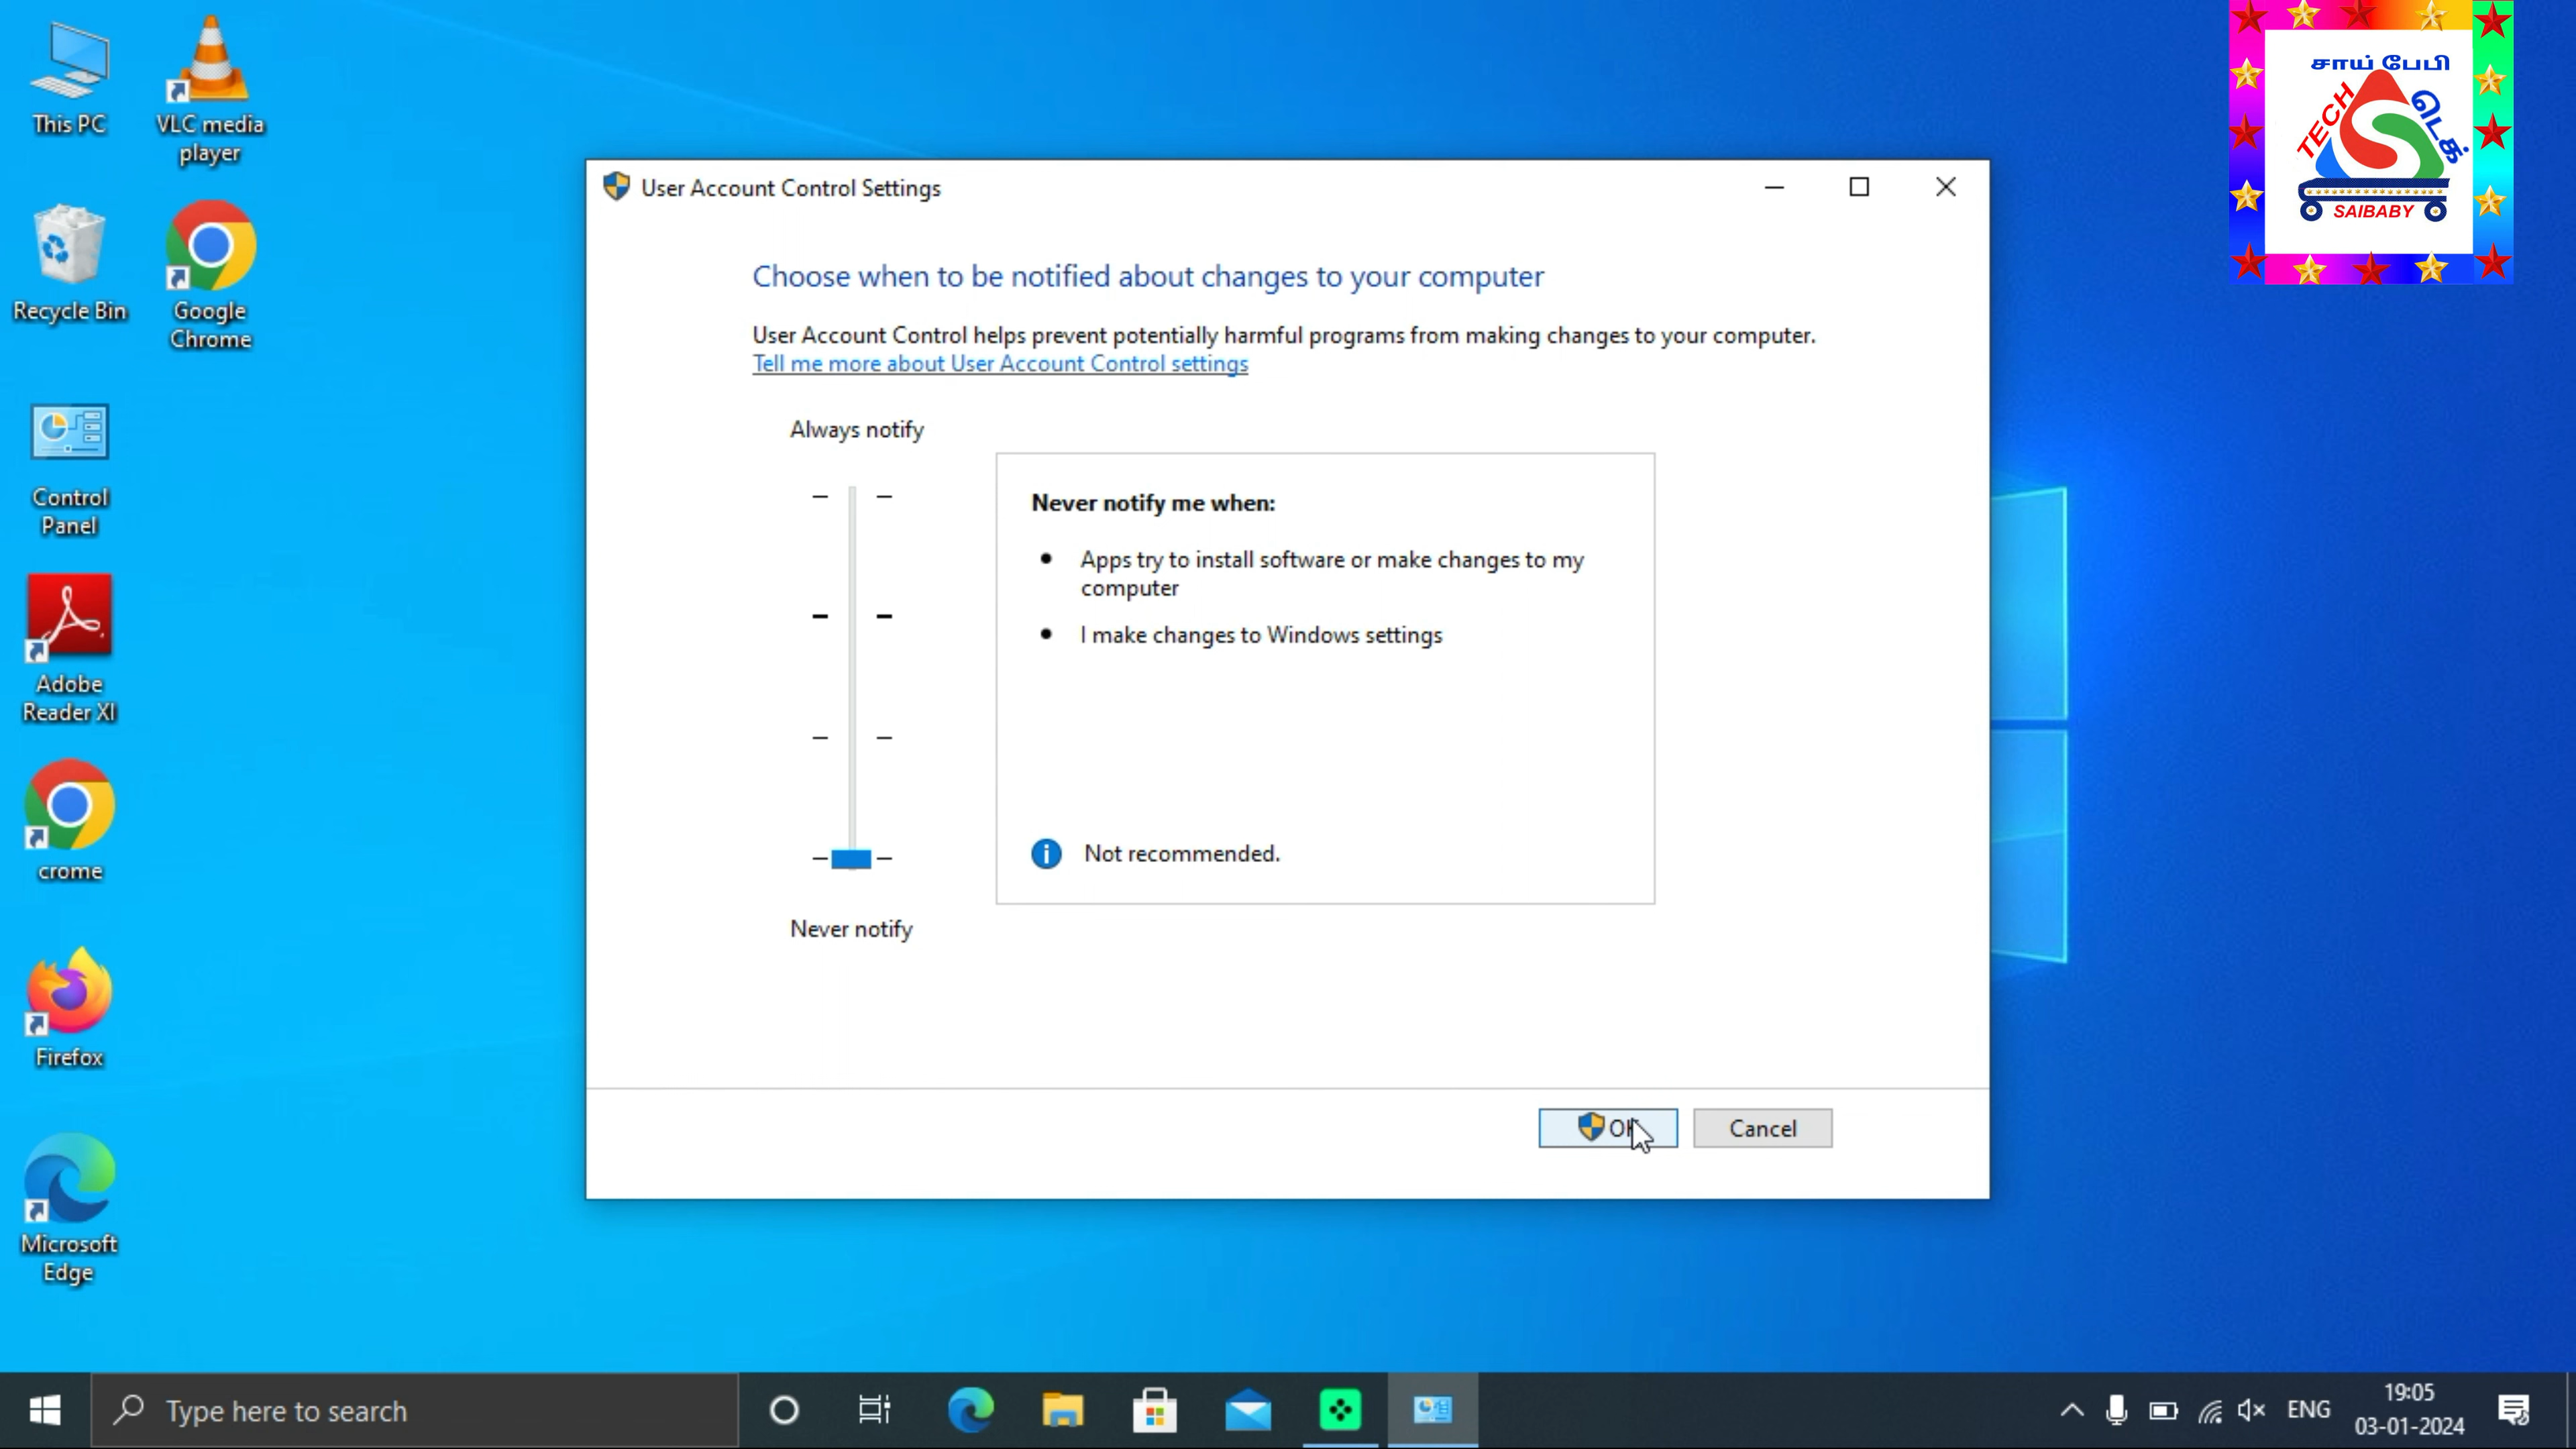 This PC
VLC media
player
Recycle Bin
Google
Chrome
Control
Panel
Adobe
Reader XI
crome
Firefox
Microsoft
Edge
சாய் பேபி
TECH
டெக்
SAIBABY
User Account Control Settings
Choose when to be notified about changes to your computer
User Account Control helps prevent potentially harmful programs from making changes to your computer.
Tell me more about User Account Control settings
Always notify
Never notify me when:
Apps try to install software or make changes to my
computer
I make changes to Windows settings
Not recommended.
Never notify
OK
Cancel
Type here to search
ENG
19:05
03-01-2024